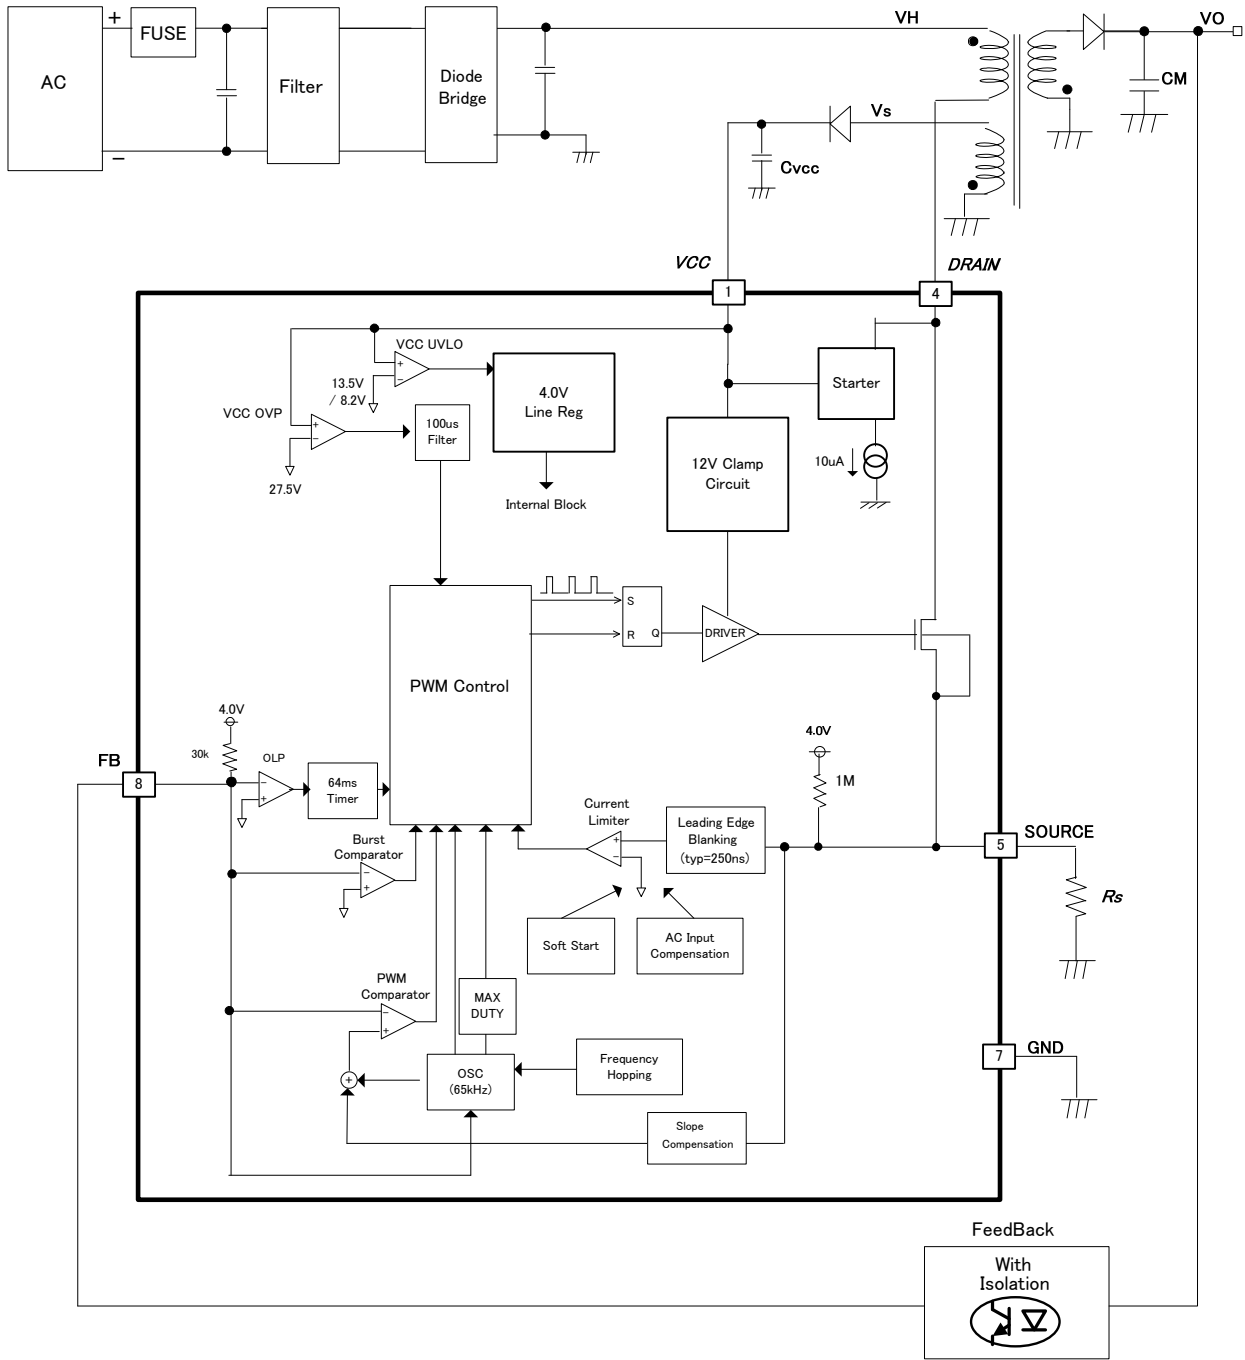 +
FUSE
VH
VO
AC
Filter
Diode
Bridge
CM
−
Vs
Cvcc
VCC
DRAIN
1
4
VCC UVLO
+
−
13.5V
/ 8.2V
4.0V
Line Reg
Starter
VCC OVP
+
−
100us
Filter
27.5V
12V Clamp
Circuit
10uA
Internal Block
S
R
Q
DRIVER
PWM Control
4.0V
30k
FB
8
OLP
−
+
64ms
Timer
4.0V
1M
Current
Limiter
+
−
Leading Edge
Blanking
(typ=250ns)
SOURCE
5
Burst
Comparator
−
+
Rs
Soft Start
AC Input
Compensation
PWM
Comparator
−
+
MAX
DUTY
GND
7
OSC
(65kHz)
+
Frequency
Hopping
Slope
Compensation
FeedBack
With
Isolation